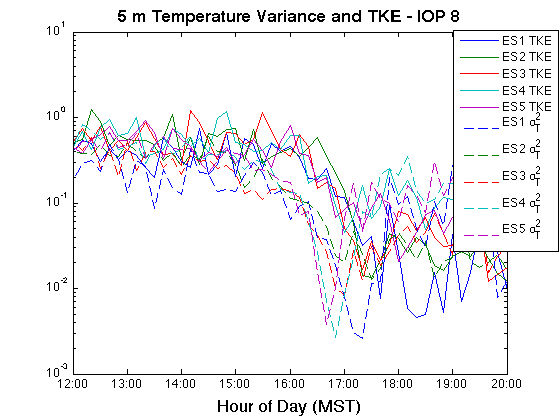 5 m Temperature Variance and TKE - IOP 8
10^1
10^0
10^-1
10^-2
10^-3
12:00 13:00 14:00 15:00 16:00 17:00 18:00 19:00 20:00
Hour of Day (MST)
ES1 TKE
ES2 TKE
ES3 TKE
ES4 TKE
ES5 TKE
ES1 σ_T^2
ES2 σ_T^2
ES3 σ_T^2
ES4 σ_T^2
ES5 σ_T^2